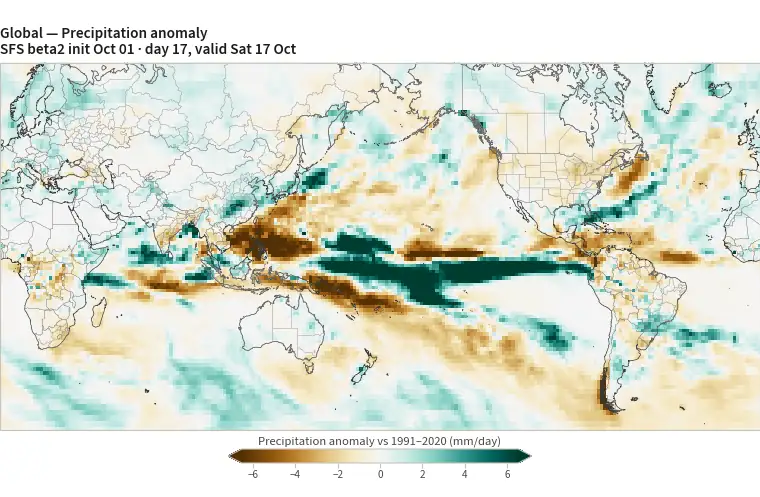 Global — Precipitation anomaly
SFS beta2 init Oct 01 · day 17, valid Sat 17 Oct
Precipitation anomaly vs 1991–2020 (mm/day)
−6 −4 −2 0 2 4 6